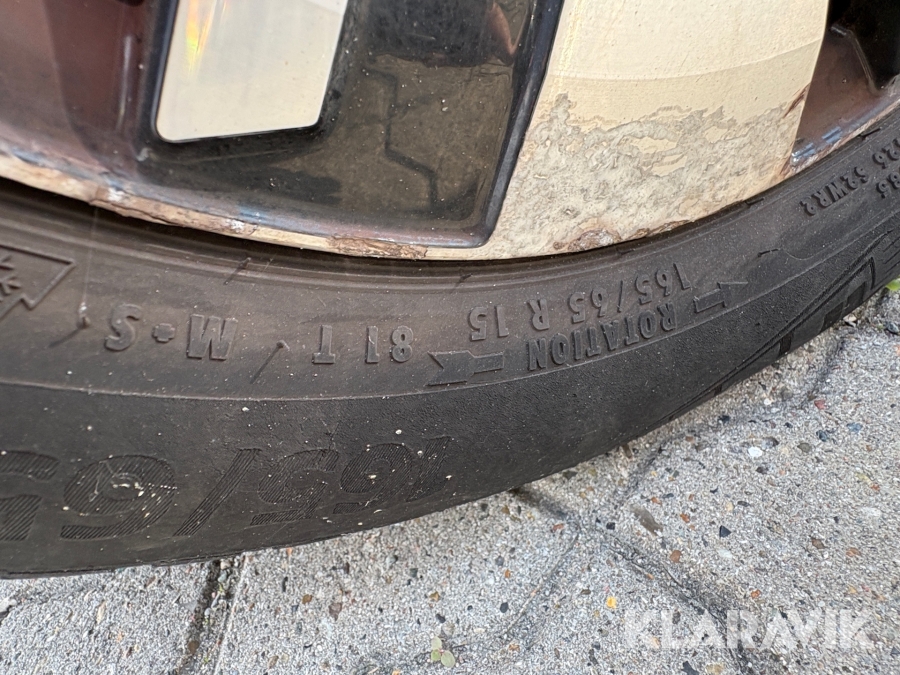 165/65 R 15 81 T M+S
ROTATION
165/65
KLARAVIK